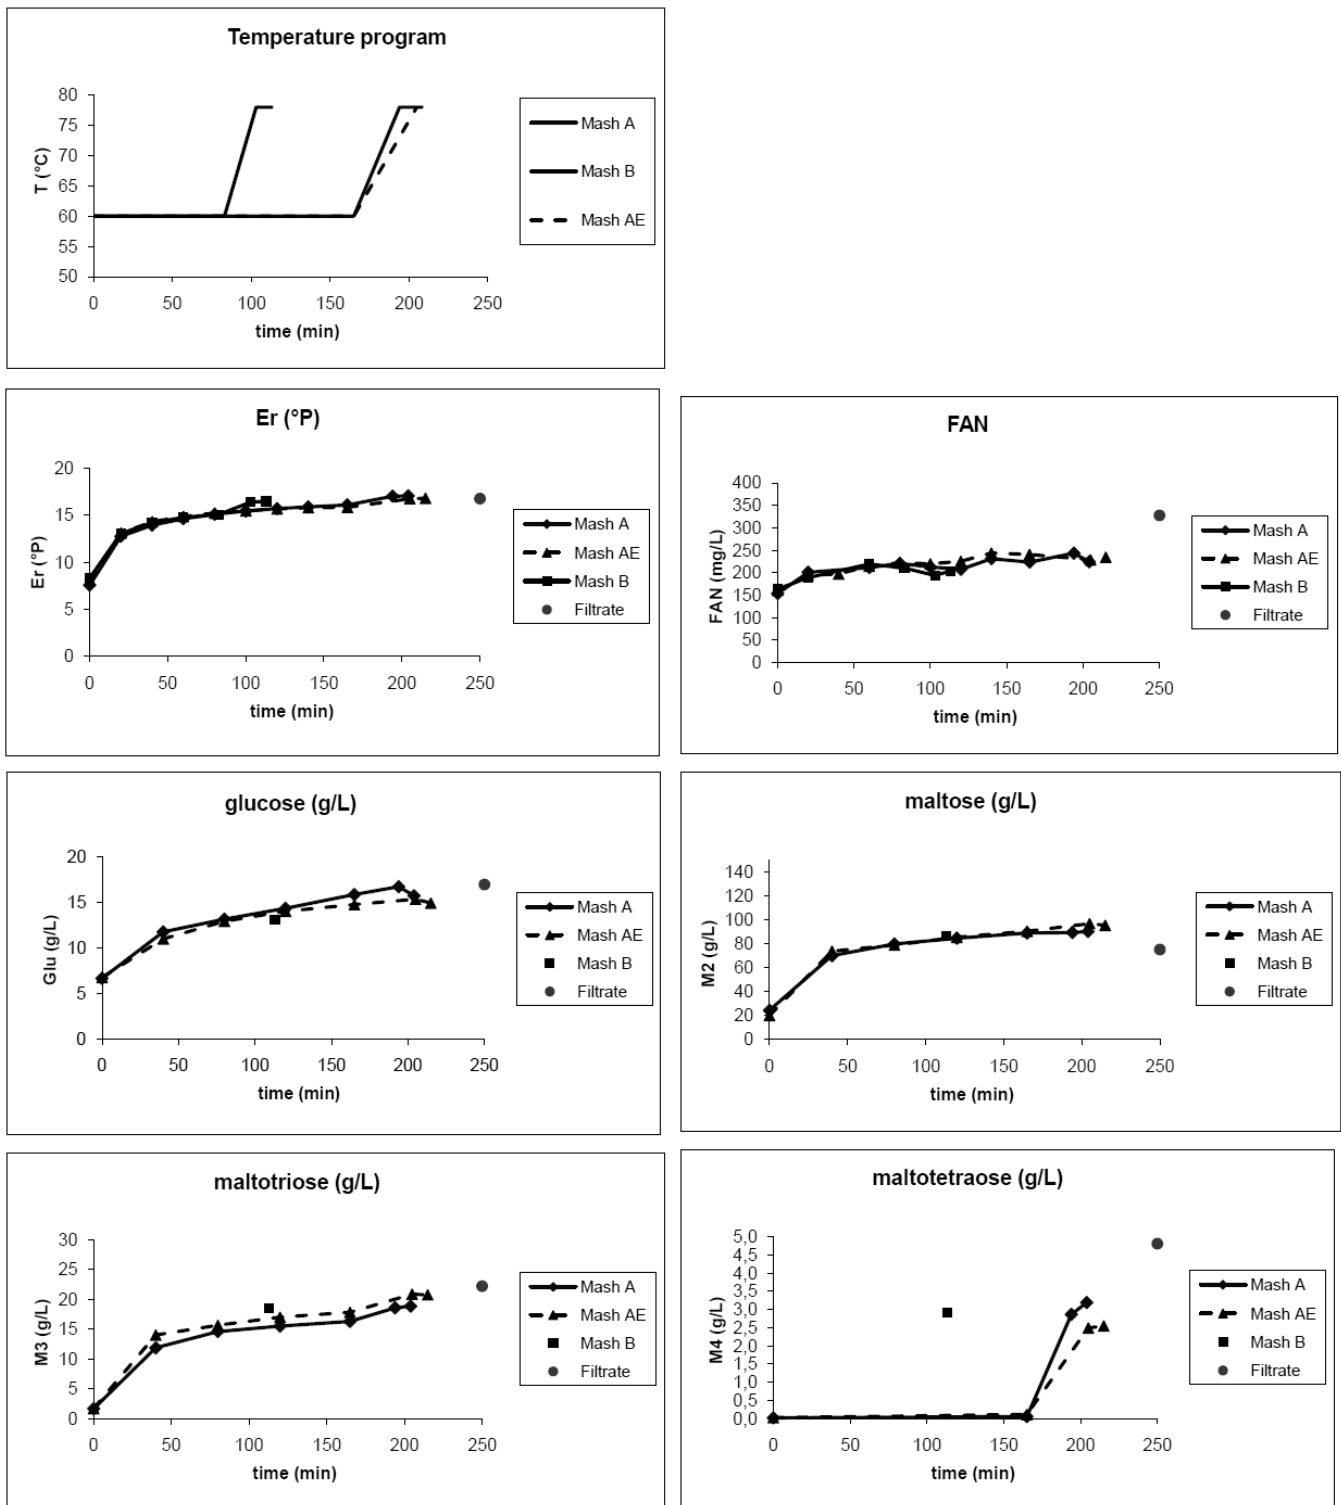 Temperature program
80
75
70
65
60
55
50
T (°C)
0 50 100 150 200 250
time (min)
Mash A
Mash B
Mash AE
Er (°P)
20
15
10
5
0
Er (°P)
0 50 100 150 200 250
time (min)
Mash A
Mash AE
Mash B
Filtrate
FAN
400
350
300
250
200
150
100
50
0
FAN (mg/L)
0 50 100 150 200 250
time (min)
Mash A
Mash AE
Mash B
Filtrate
glucose (g/L)
20
15
10
5
0
Glu (g/L)
0 50 100 150 200 250
time (min)
Mash A
Mash AE
Mash B
Filtrate
maltose (g/L)
140
120
100
80
60
40
20
0
M2 (g/L)
0 50 100 150 200 250
time (min)
Mash A
Mash AE
Mash B
Filtrate
maltotriose (g/L)
30
25
20
15
10
5
0
M3 (g/L)
0 50 100 150 200 250
time (min)
Mash A
Mash AE
Mash B
Filtrate
maltotetraose (g/L)
5,0
4,5
4,0
3,5
3,0
2,5
2,0
1,5
1,0
0,5
0,0
M4 (g/L)
0 50 100 150 200 250
time (min)
Mash A
Mash AE
Mash B
Filtrate